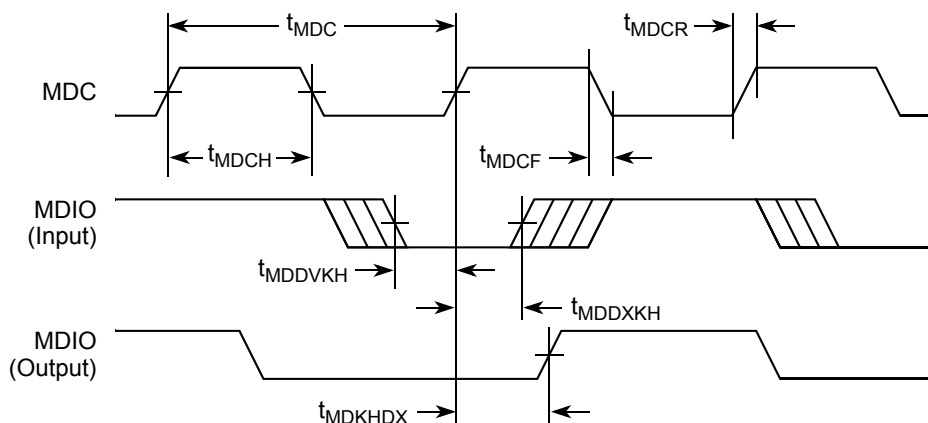 tMDC
tMDCR
MDC
tMDCH
tMDCF
MDIO
(Input)
tMDDVKH
tMDDXKH
MDIO
(Output)
tMDKHDX